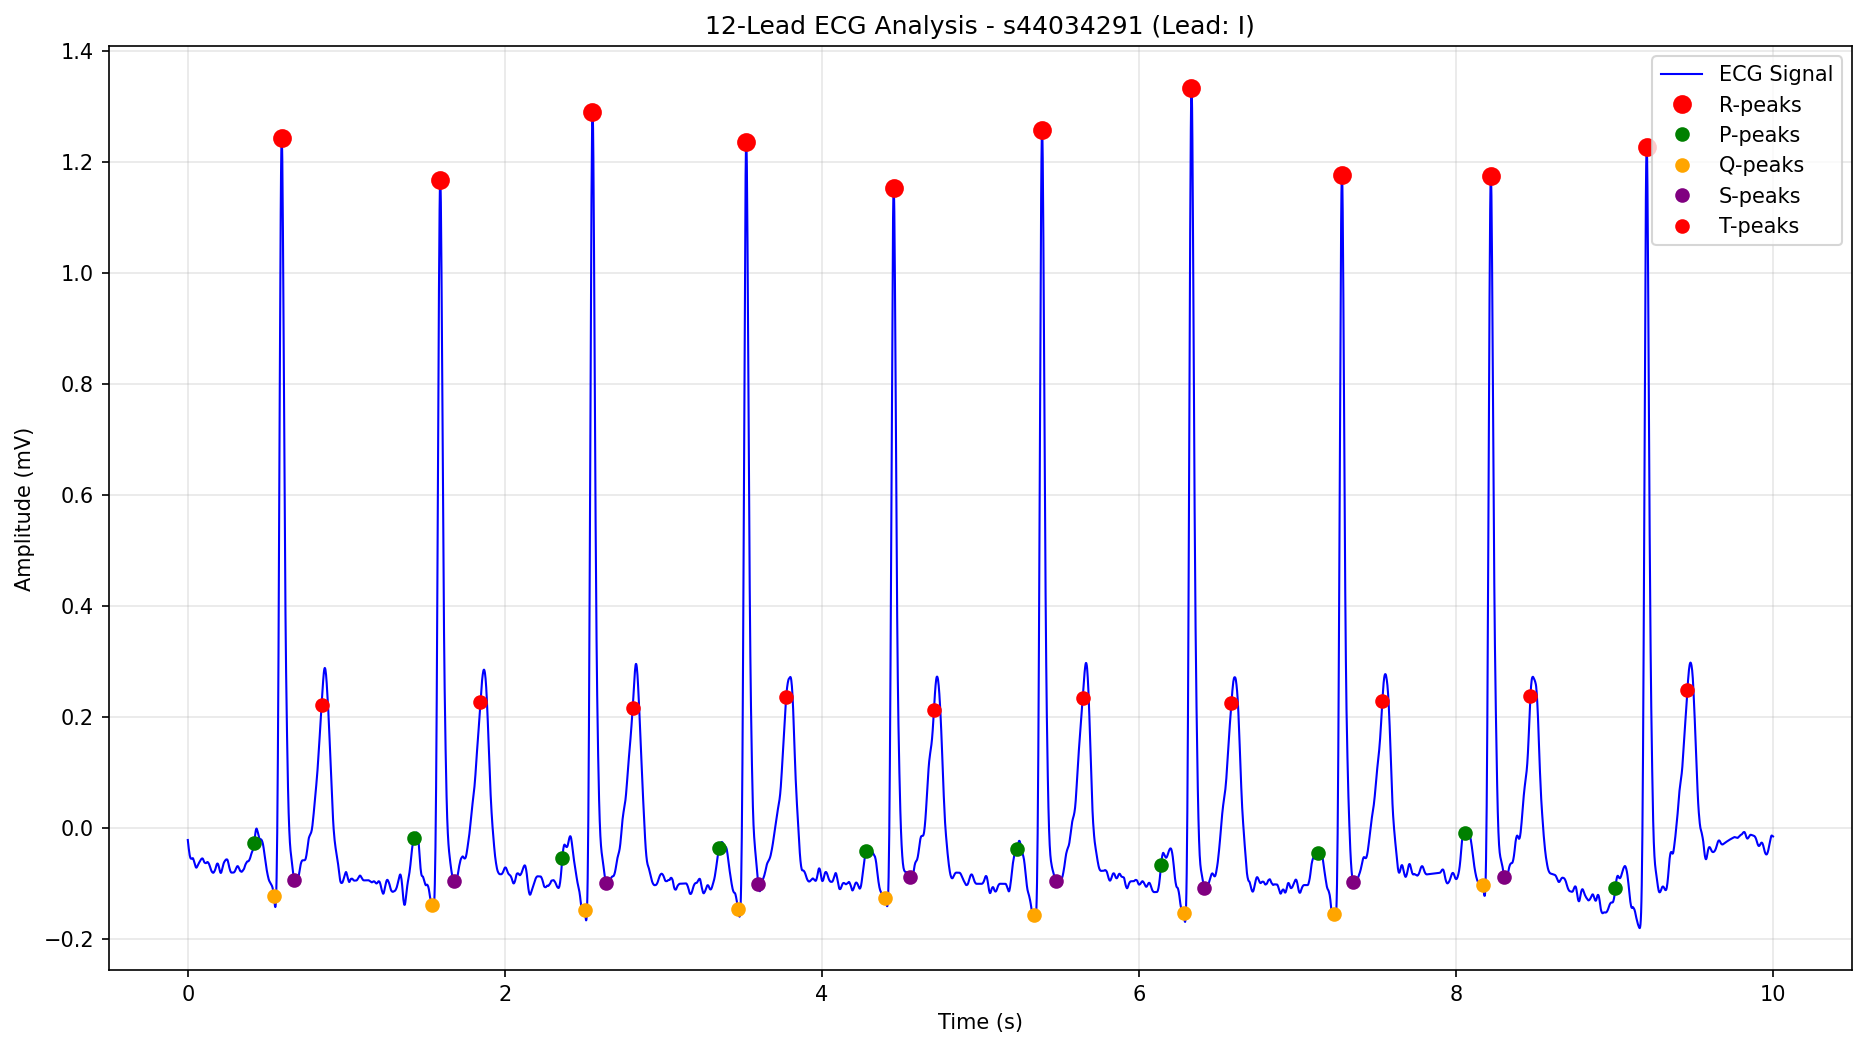 12-Lead ECG Analysis - s44034291 (Lead: I)
ECG Signal
R-peaks
P-peaks
Q-peaks
S-peaks
T-peaks
Amplitude (mV)
1.4
1.2
1.0
0.8
0.6
0.4
0.2
0.0
−0.2
0 2 4 6 8 10
Time (s)